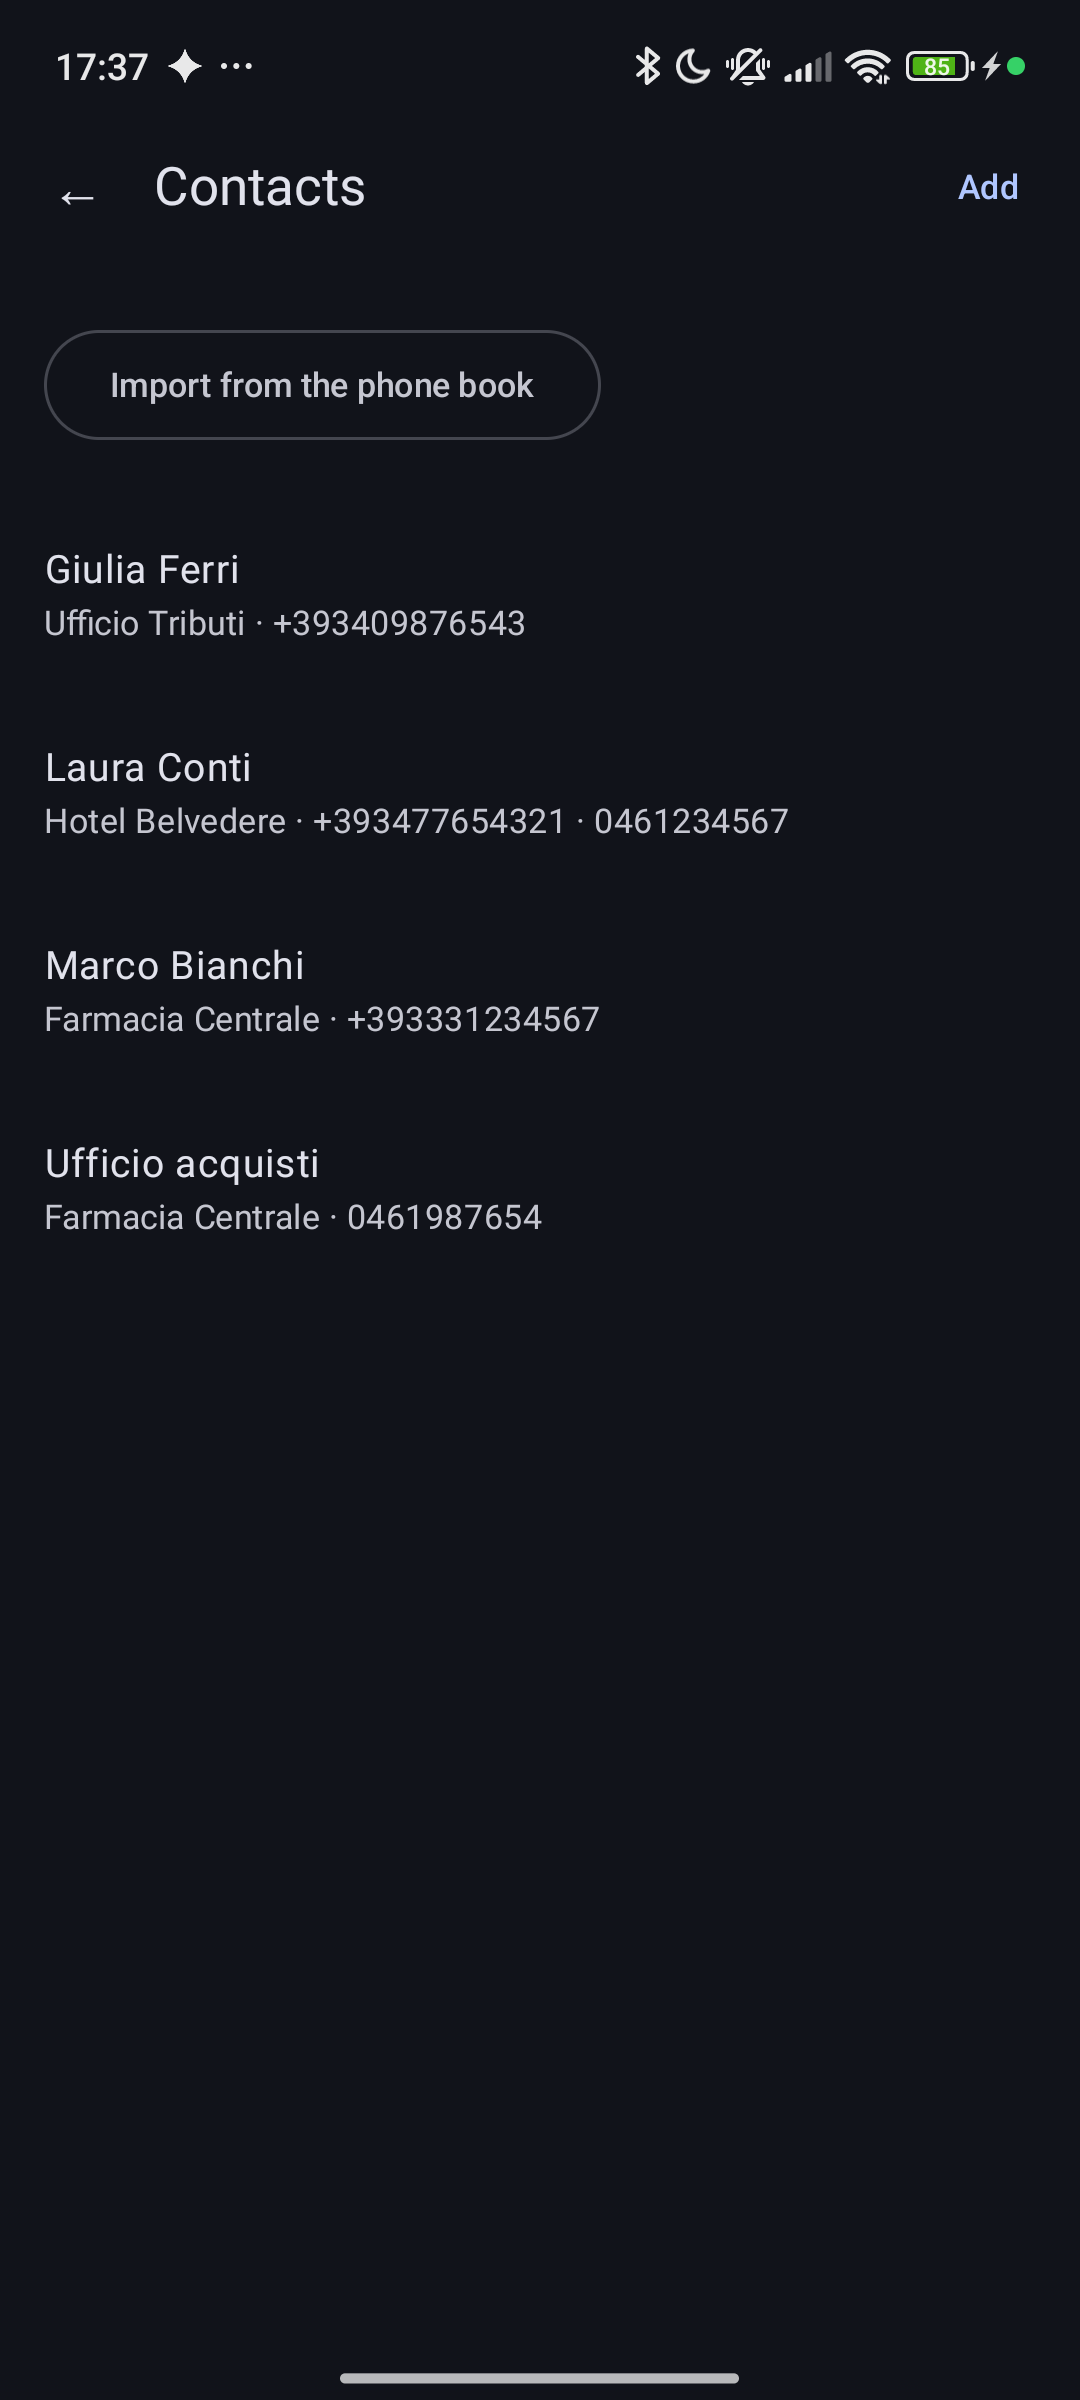 17:37
85
Contacts
Add
Import from the phone book
Giulia Ferri
Ufficio Tributi · +393409876543
Laura Conti
Hotel Belvedere · +393477654321 · 0461234567
Marco Bianchi
Farmacia Centrale · +393331234567
Ufficio acquisti
Farmacia Centrale · 0461987654